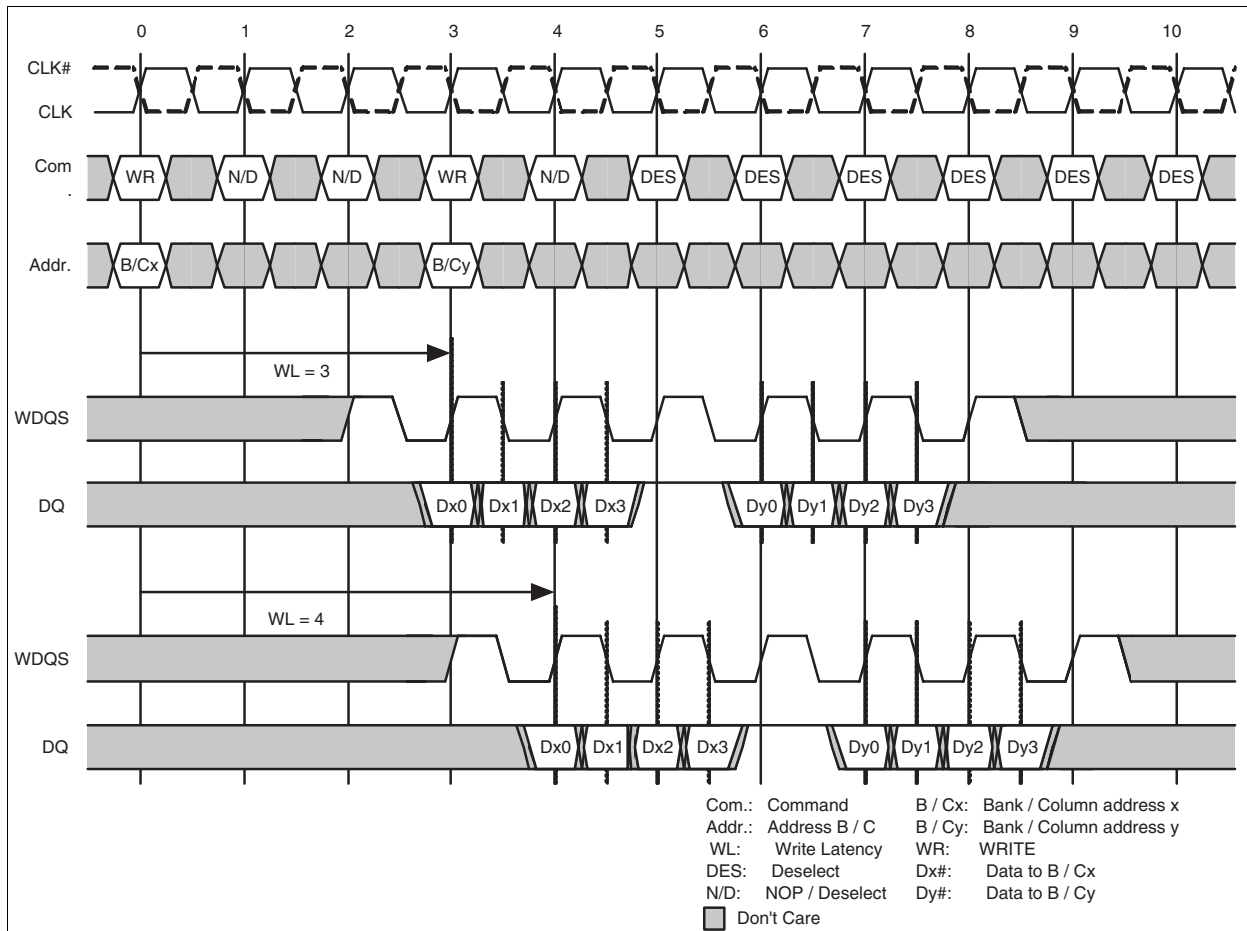 0 1 2 3 4 5 6 7 8 9 10
CLK#
CLK
Com
.
WR N/D N/D WR N/D DES DES DES DES DES DES
Addr.
B/Cx B/Cy
WL = 3
WDQS
DQ
Dx0 Dx1 Dx2 Dx3 Dy0 Dy1 Dy2 Dy3
WL = 4
WDQS
DQ
Dx0 Dx1 Dx2 Dx3 Dy0 Dy1 Dy2 Dy3
Com.: Command B / Cx: Bank / Column address x
Addr.: Address B / C B / Cy: Bank / Column address y
WL: Write Latency WR: WRITE
DES: Deselect Dx#: Data to B / Cx
N/D: NOP / Deselect Dy#: Data to B / Cy
Don't Care